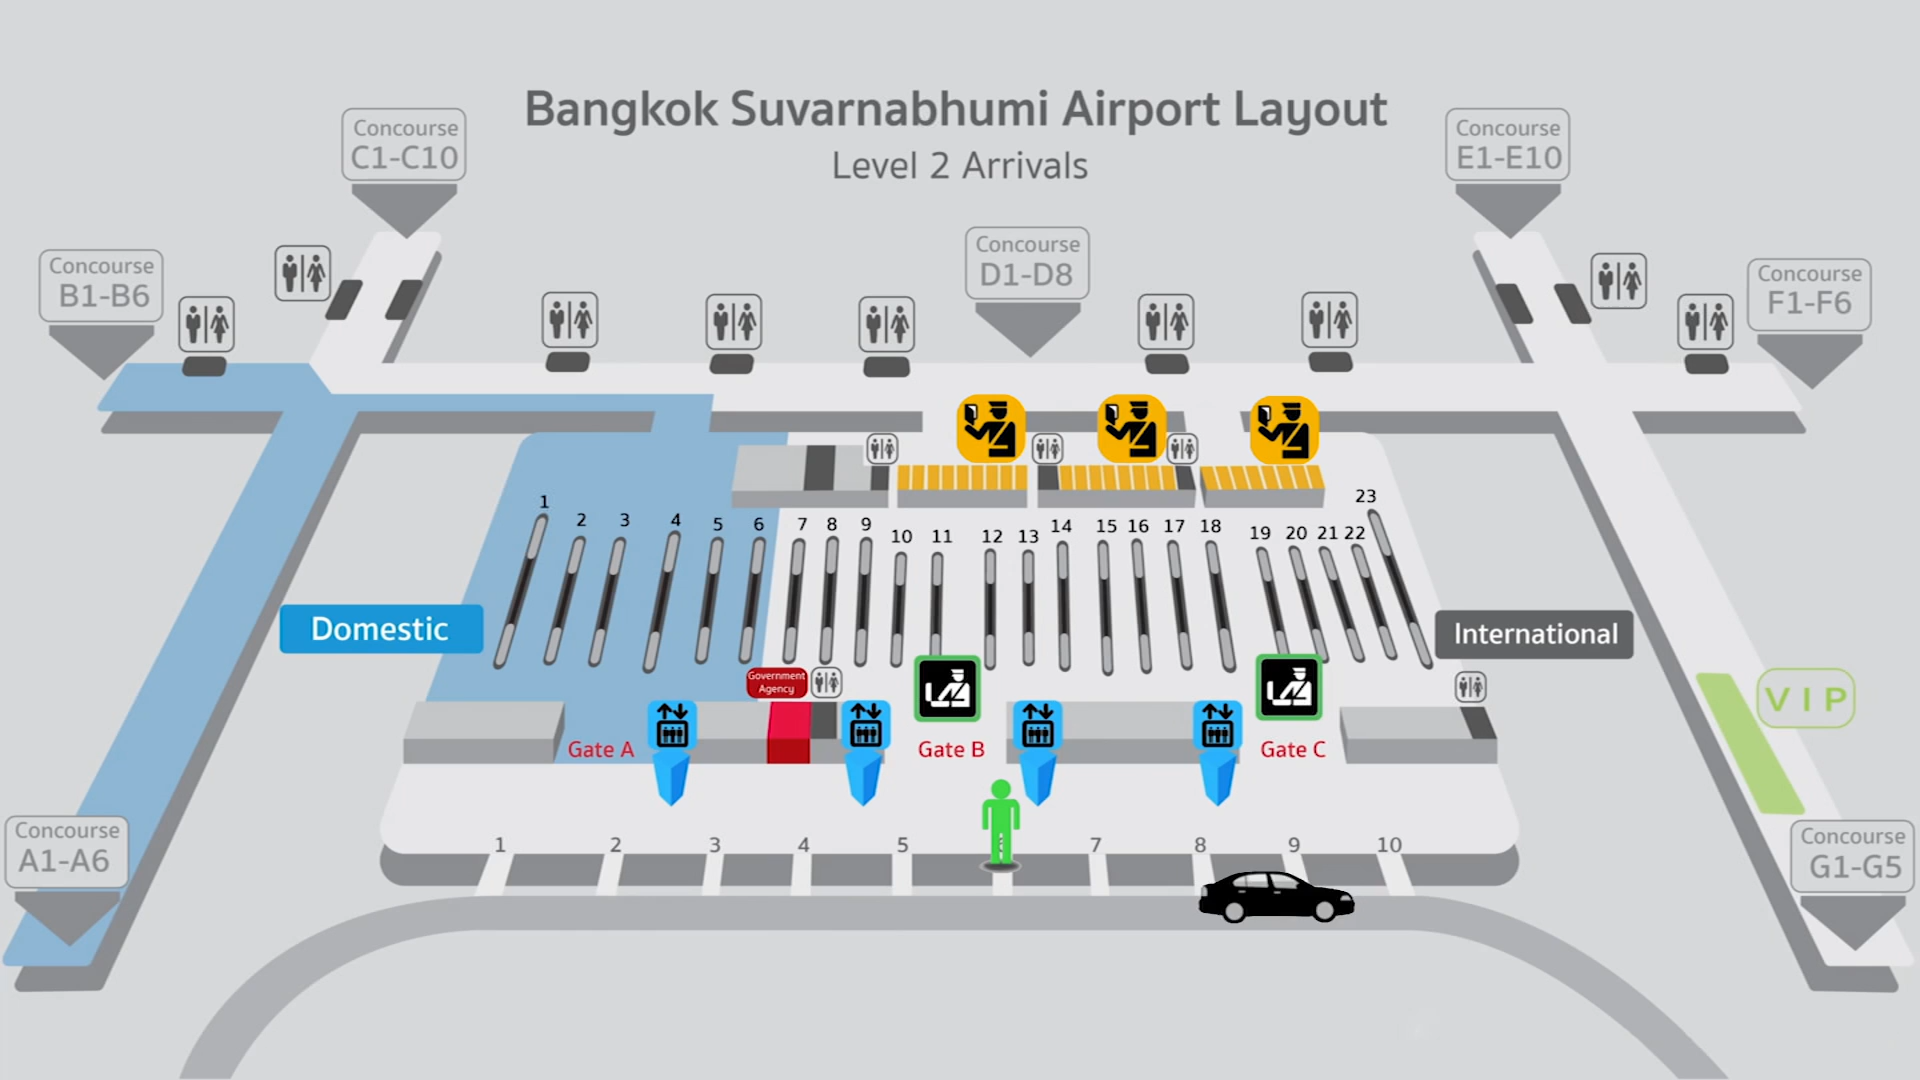 Bangkok Suvarnabhumi Airport Layout
Level 2 Arrivals
Concourse
C1-C10
Concourse
E1-E10
Concourse
D1-D8
Concourse
B1-B6
Concourse
F1-F6
1 2 3 4 5 6 7 8 9 10 11 12 13 14 15 16 17 18 19 20 21 22 23
Domestic
International
Government
Agency
VIP
Gate A
Gate B
Gate C
Concourse
A1-A6
Concourse
G1-G5
1 2 3 4 5 7 8 9 10